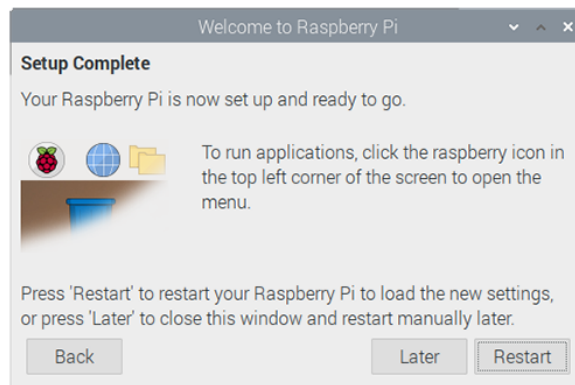 Welcome to Raspberry Pi
Setup Complete
Your Raspberry Pi is now set up and ready to go.
To run applications, click the raspberry icon in
the top left corner of the screen to open the
menu.
Press 'Restart' to restart your Raspberry Pi to load the new settings,
or press 'Later' to close this window and restart manually later.
Back Later Restart